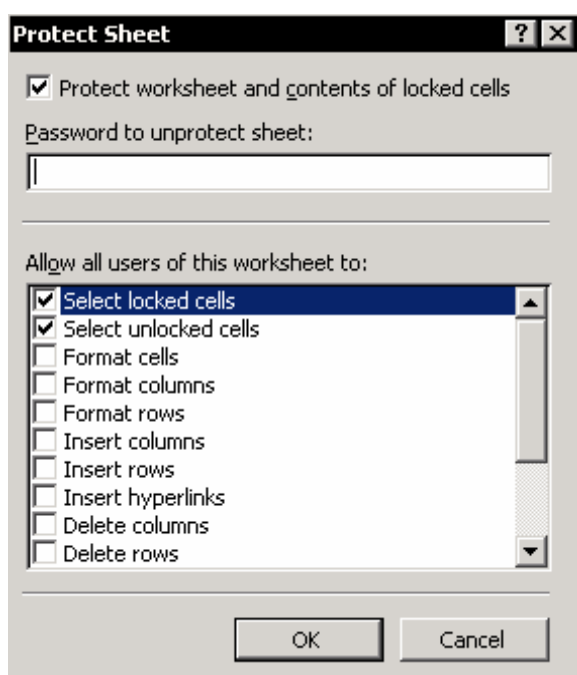 Protect Sheet ? X
Protect worksheet and contents of locked cells
Password to unprotect sheet:
Allow all users of this worksheet to:
Select locked cells
Select unlocked cells
Format cells
Format columns
Format rows
Insert columns
Insert rows
Insert hyperlinks
Delete columns
Delete rows
OK Cancel